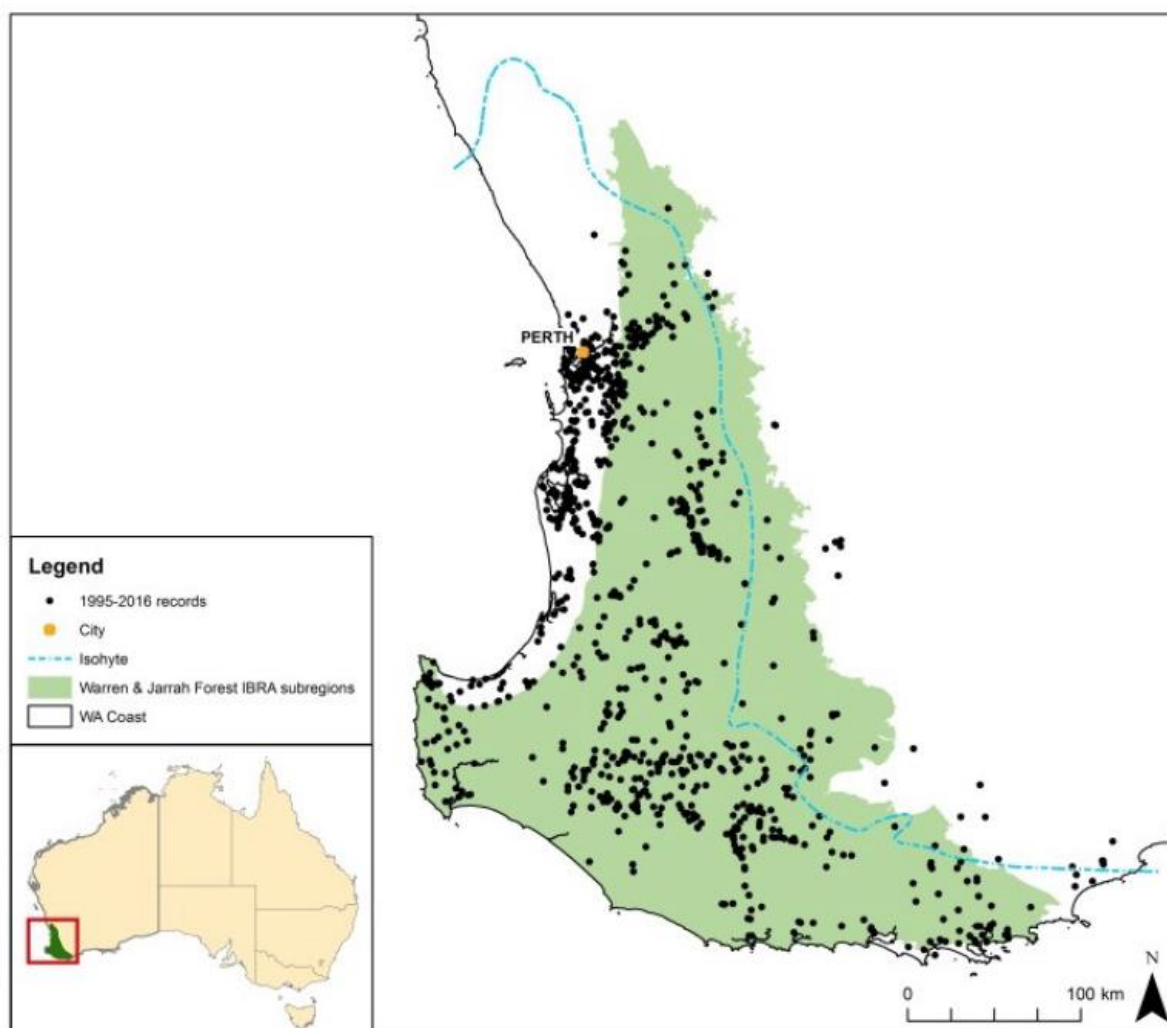 PERTH
Legend
1995-2016 records
City
Isohyte
Warren & Jarrah Forest IBRA subregions
WA Coast
N
0 100 km